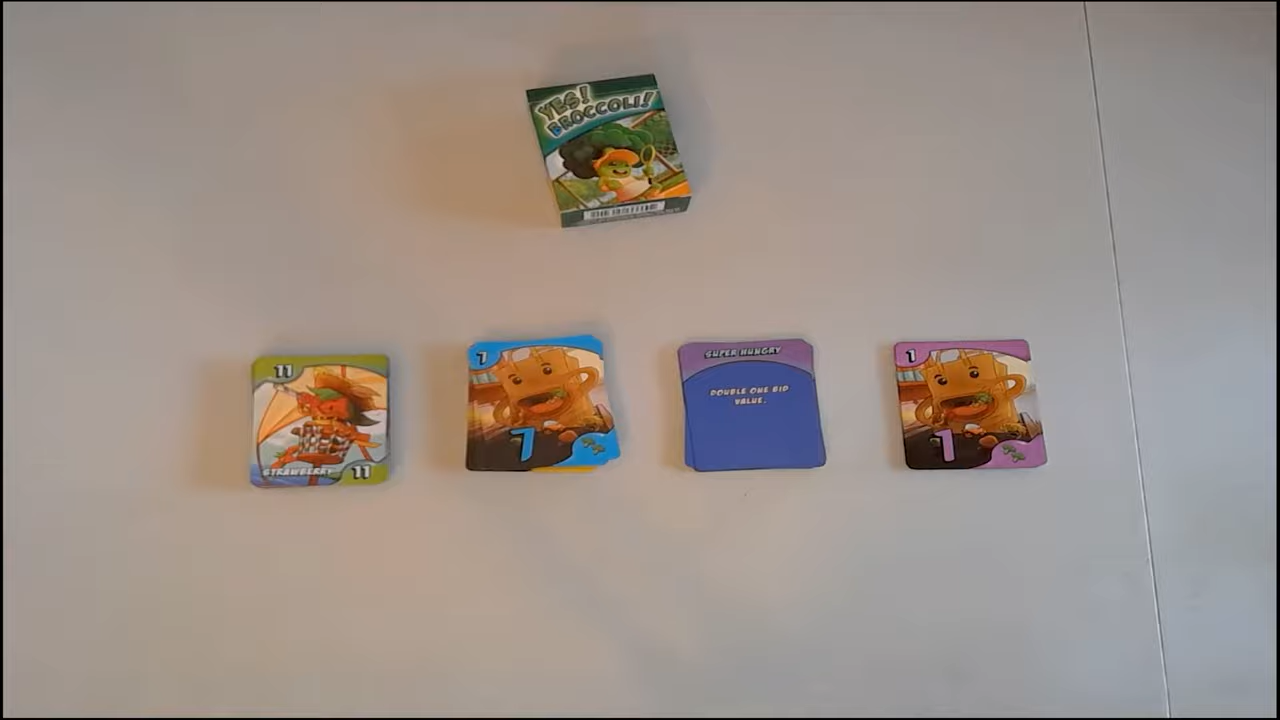 YES!
BROCCOLI!
11
STRAWBERRY
11
7
7
SUPER HUNGRY
DOUBLE ONE BID
VALUE.
1
1